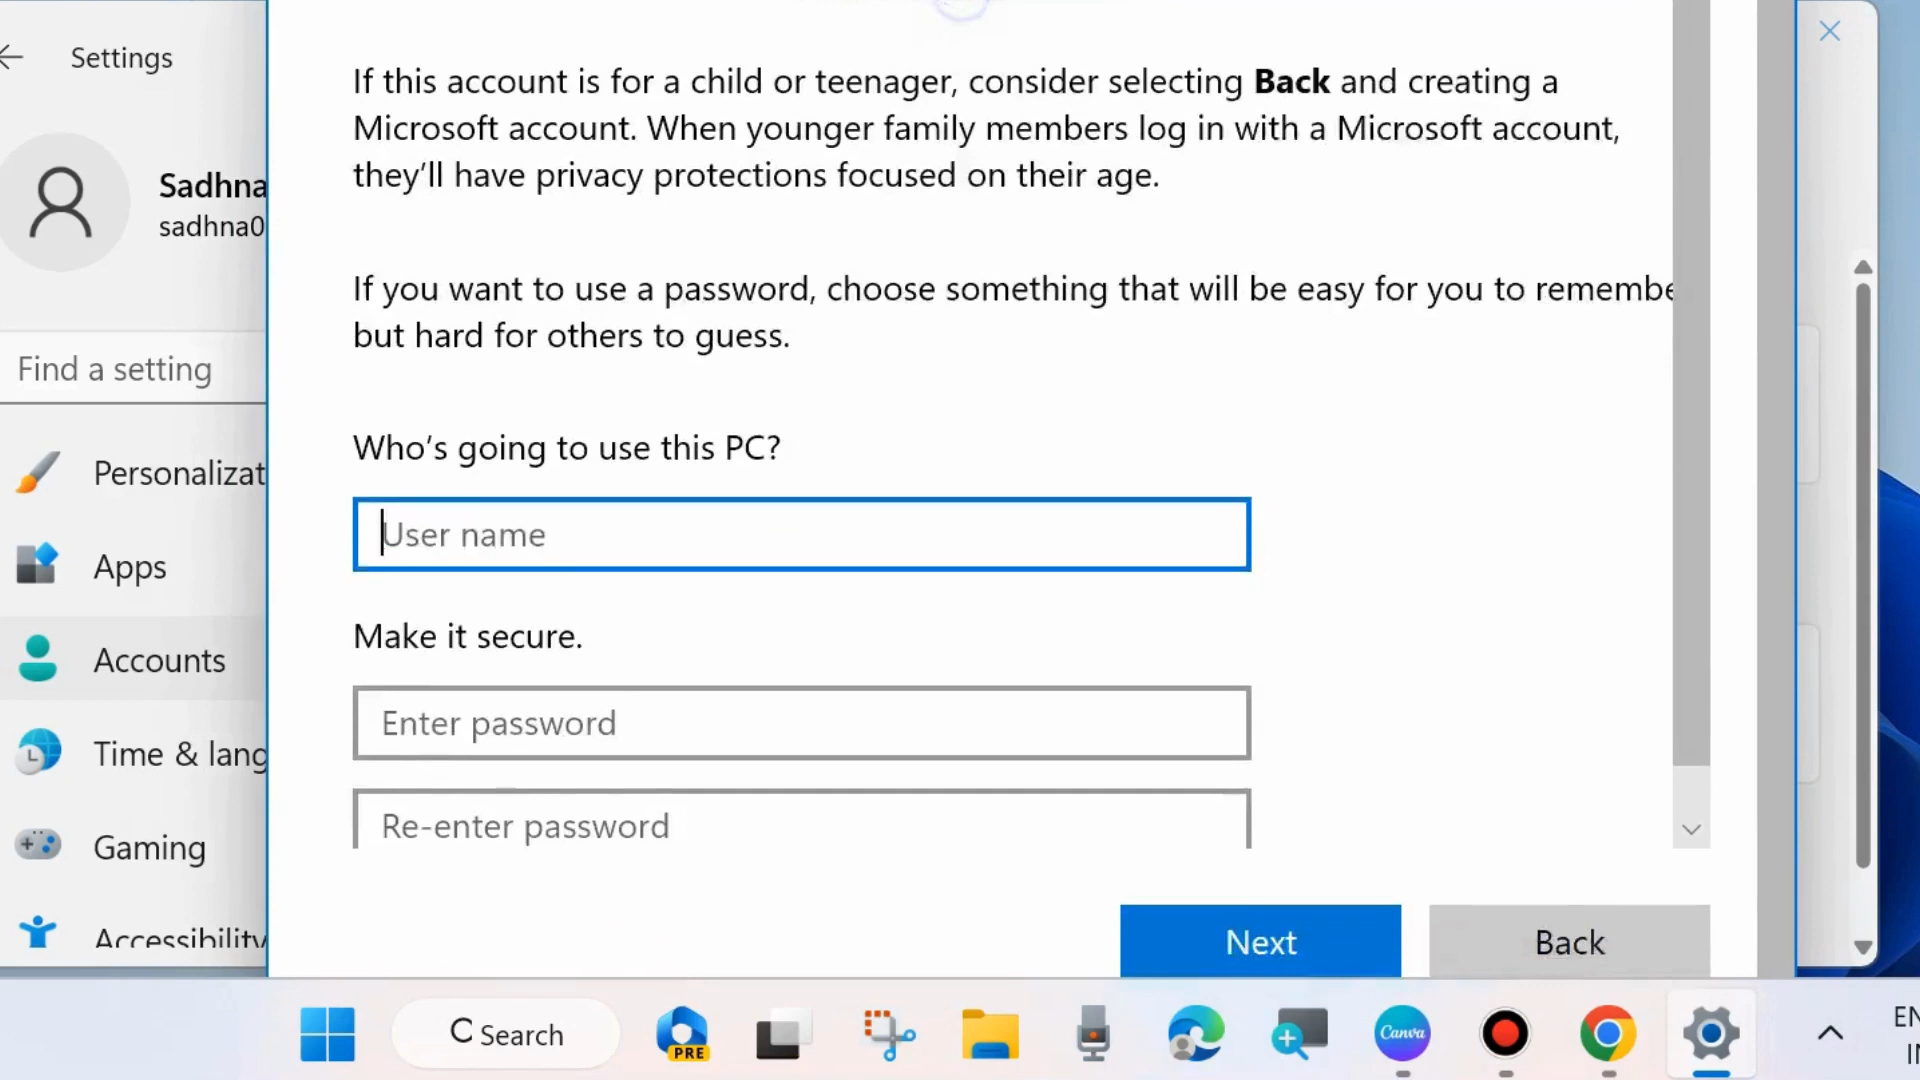 Settings
Sadhna
sadhna0
Find a setting
Personalizat
Apps
Accounts
Time & lang
Gaming
Accessibility
If this account is for a child or teenager, consider selecting Back and creating a
Microsoft account. When younger family members log in with a Microsoft account,
they’ll have privacy protections focused on their age.
If you want to use a password, choose something that will be easy for you to remembe
but hard for others to guess.
Who’s going to use this PC?
User name
Make it secure.
Enter password
Re-enter password
Next
Back
Search
PRE
Canva
EN
IN